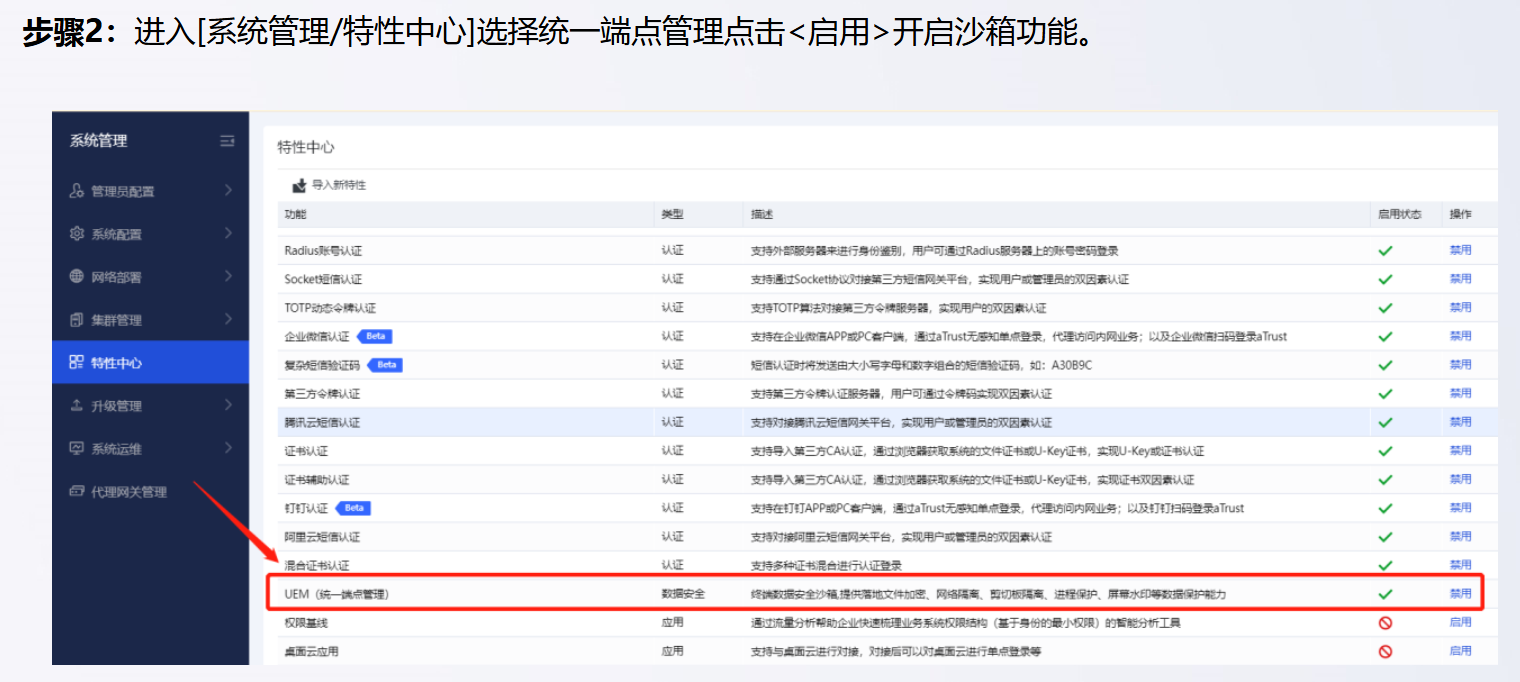 步骤2：进入[系统管理/特性中心]选择统一端点管理点击<启用>开启沙箱功能。
系统管理
管理员配置
系统配置
网络部署
集群管理
特性中心
升级管理
系统运维
代理网关管理
特性中心
导入新特性
功能 类型 描述 启用状态 操作
Radius账号认证 认证 支持外部服务器来进行身份鉴别，用户可通过Radius服务器上的账号密码登录 禁用
Socket短信认证 认证 支持通过Socket协议对接第三方短信网关平台，实现用户或管理员的双因素认证 禁用
TOTP动态令牌认证 认证 支持TOTP算法对接第三方令牌服务器，实现用户的双因素认证 禁用
企业微信认证 Beta 认证 支持在企业微信APP或PC客户端，通过aTrust无感知单点登录，代理访问内网业务；以及企业微信扫码登录aTrust 禁用
复杂短信验证码 Beta 认证 短信认证时将发送由大小写字母和数字组合的短信验证码，如：A30B9C 禁用
第三方令牌认证 认证 支持第三方令牌认证服务器，用户可通过令牌码实现双因素认证 禁用
腾讯云短信认证 认证 支持对接腾讯云短信网关平台，实现用户或管理员的双因素认证 禁用
证书认证 认证 支持导入第三方CA认证，通过浏览器获取系统的文件证书或U-Key证书，实现U-Key或证书认证 禁用
证书辅助认证 认证 支持导入第三方CA认证，通过浏览器获取系统的文件证书或U-Key证书，实现证书双因素认证 禁用
钉钉认证 Beta 认证 支持在钉钉APP或PC客户端，通过aTrust无感知单点登录，代理访问内网业务；以及钉钉扫码登录aTrust 禁用
阿里云短信认证 认证 支持对接阿里云短信网关平台，实现用户或管理员的双因素认证 禁用
混合证书认证 认证 支持多种证书混合进行认证登录 禁用
UEM（统一端点管理） 数据安全 终端数据安全沙箱,提供落地文件加密、网络隔离、剪切板隔离、进程保护、屏幕水印等数据保护能力 禁用
权限基线 应用 通过流量分析帮助企业快速梳理业务系统权限结构（基于身份的最小权限）的智能分析工具 启用
桌面云应用 应用 支持与桌面云进行对接，对接后可以对桌面云进行单点登录等 启用